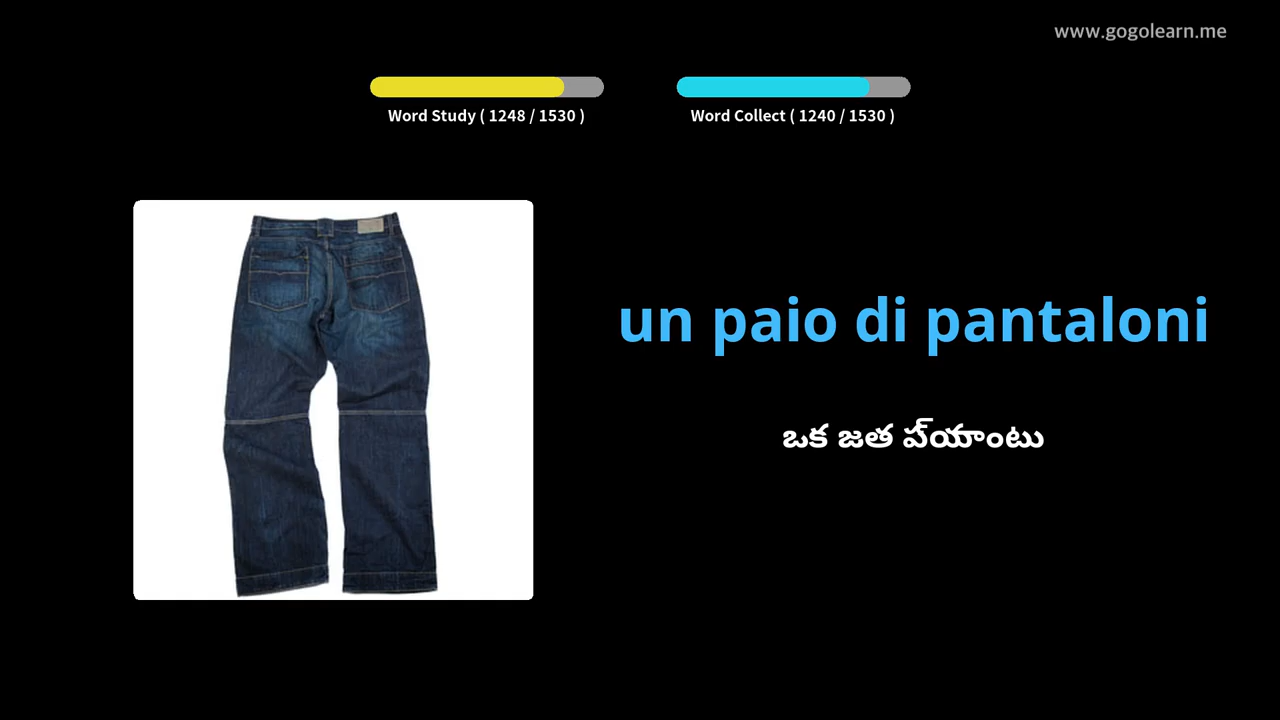 www.gogolearn.me
Word Study ( 1248 / 1530 )
Word Collect ( 1240 / 1530 )
un paio di pantaloni
ఒక జత ప్యాంటు